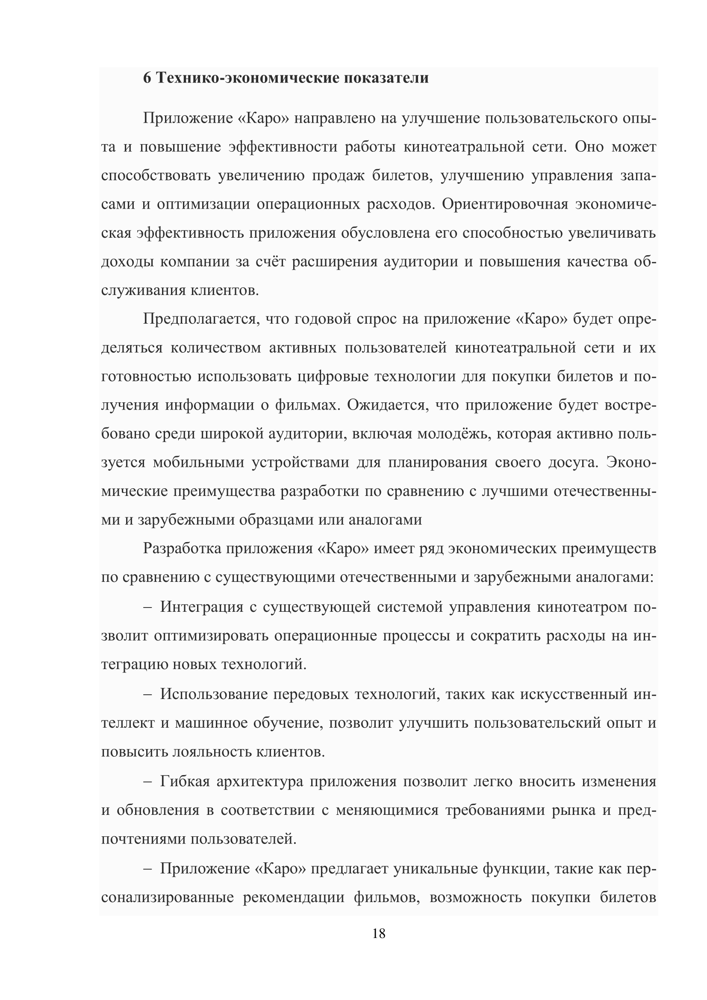 6 Технико-экономические показатели
Приложение «Каро» направлено на улучшение пользовательского опы-
та и повышение эффективности работы кинотеатральной сети. Оно может
способствовать увеличению продаж билетов, улучшению управления запа-
сами и оптимизации операционных расходов. Ориентировочная экономиче-
ская эффективность приложения обусловлена его способностью увеличивать
доходы компании за счёт расширения аудитории и повышения качества об-
служивания клиентов.
Предполагается, что годовой спрос на приложение «Каро» будет опре-
деляться количеством активных пользователей кинотеатральной сети и их
готовностью использовать цифровые технологии для покупки билетов и по-
лучения информации о фильмах. Ожидается, что приложение будет востре-
бовано среди широкой аудитории, включая молодёжь, которая активно поль-
зуется мобильными устройствами для планирования своего досуга. Эконо-
мические преимущества разработки по сравнению с лучшими отечественны-
ми и зарубежными образцами или аналогами
Разработка приложения «Каро» имеет ряд экономических преимуществ
по сравнению с существующими отечественными и зарубежными аналогами:
– Интеграция с существующей системой управления кинотеатром по-
зволит оптимизировать операционные процессы и сократить расходы на ин-
теграцию новых технологий.
– Использование передовых технологий, таких как искусственный ин-
теллект и машинное обучение, позволит улучшить пользовательский опыт и
повысить лояльность клиентов.
– Гибкая архитектура приложения позволит легко вносить изменения
и обновления в соответствии с меняющимися требованиями рынка и пред-
почтениями пользователей.
– Приложение «Каро» предлагает уникальные функции, такие как пер-
сонализированные рекомендации фильмов, возможность покупки билетов
18